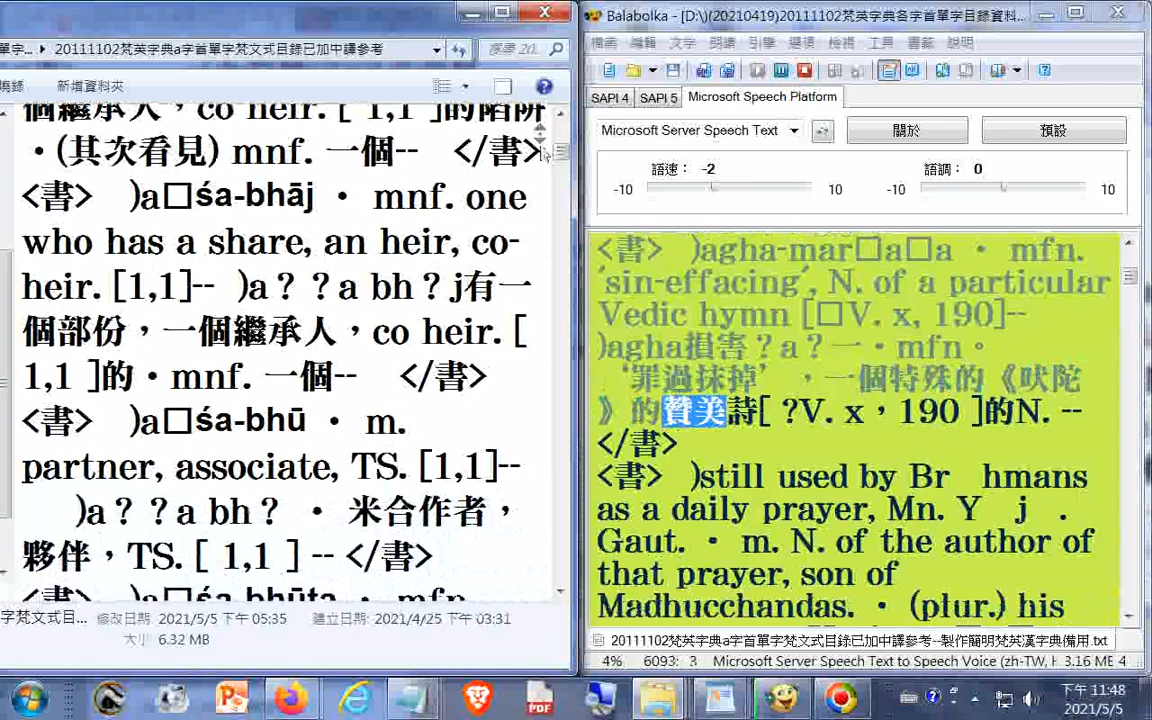 Balabolka - [D:\)(20210419)20111102梵英字典各字首單字目錄資料...
單字... ▸ 20111102梵英字典a字首單字梵文式目錄已加中譯參考
燒錄 新增資料夾
個繼承人，co heir. [ 1,1 ]的陷阱
•(其次看見) mnf. 一個-- </書>
<書> )a□śa-bhāj • mnf. one
who has a share, an heir, co-
heir. [1,1]-- )a？？a bh？j有一
個部份，一個繼承人，co heir. [
1,1 ]的•mnf. 一個-- </書>
<書> )a□śa-bhū • m.
partner, associate, TS. [1,1]--
)a？？a bh？ • 米合作者，
夥伴，TS. [ 1,1 ] -- </書>
<書> )a□śa-bhūta • mfn.
字梵文式目... 修改日期: 2021/5/5 下午 05:35 建立日期: 2021/4/25 下午 03:31
大小: 6.32 MB
檔案 編輯 文字 朗讀 引擎 選項 檢視 工具 書籤 說明
SAPI 4 SAPI 5 Microsoft Speech Platform
Microsoft Server Speech Text 關於 預設
語速： -2 語調： 0
-10 10 -10 10
<書> )agha-mar□a□a • mfn.
'sin-effacing', N. of a particular
Vedic hymn [□V. x, 190]--
)agha損害？a？一•mfn。
‘罪過抹掉’，一個特殊的《吠陀
》的贊美詩[ ?V. x，190 ]的N. --
</書>
<書> )still used by Br hmans
as a daily prayer, Mn. Y j .
Gaut. • m. N. of the author of
that prayer, son of
Madhucchandas. • (plur.) his
20111102梵英字典a字首單字梵文式目錄已加中譯參考--製作簡明梵英漢字典備用.txt
4% 6093: 3 Microsoft Server Speech Text to Speech Voice (zh-TW, H 3.16 ME 4
PDF
下午 11:48
2021/5/5